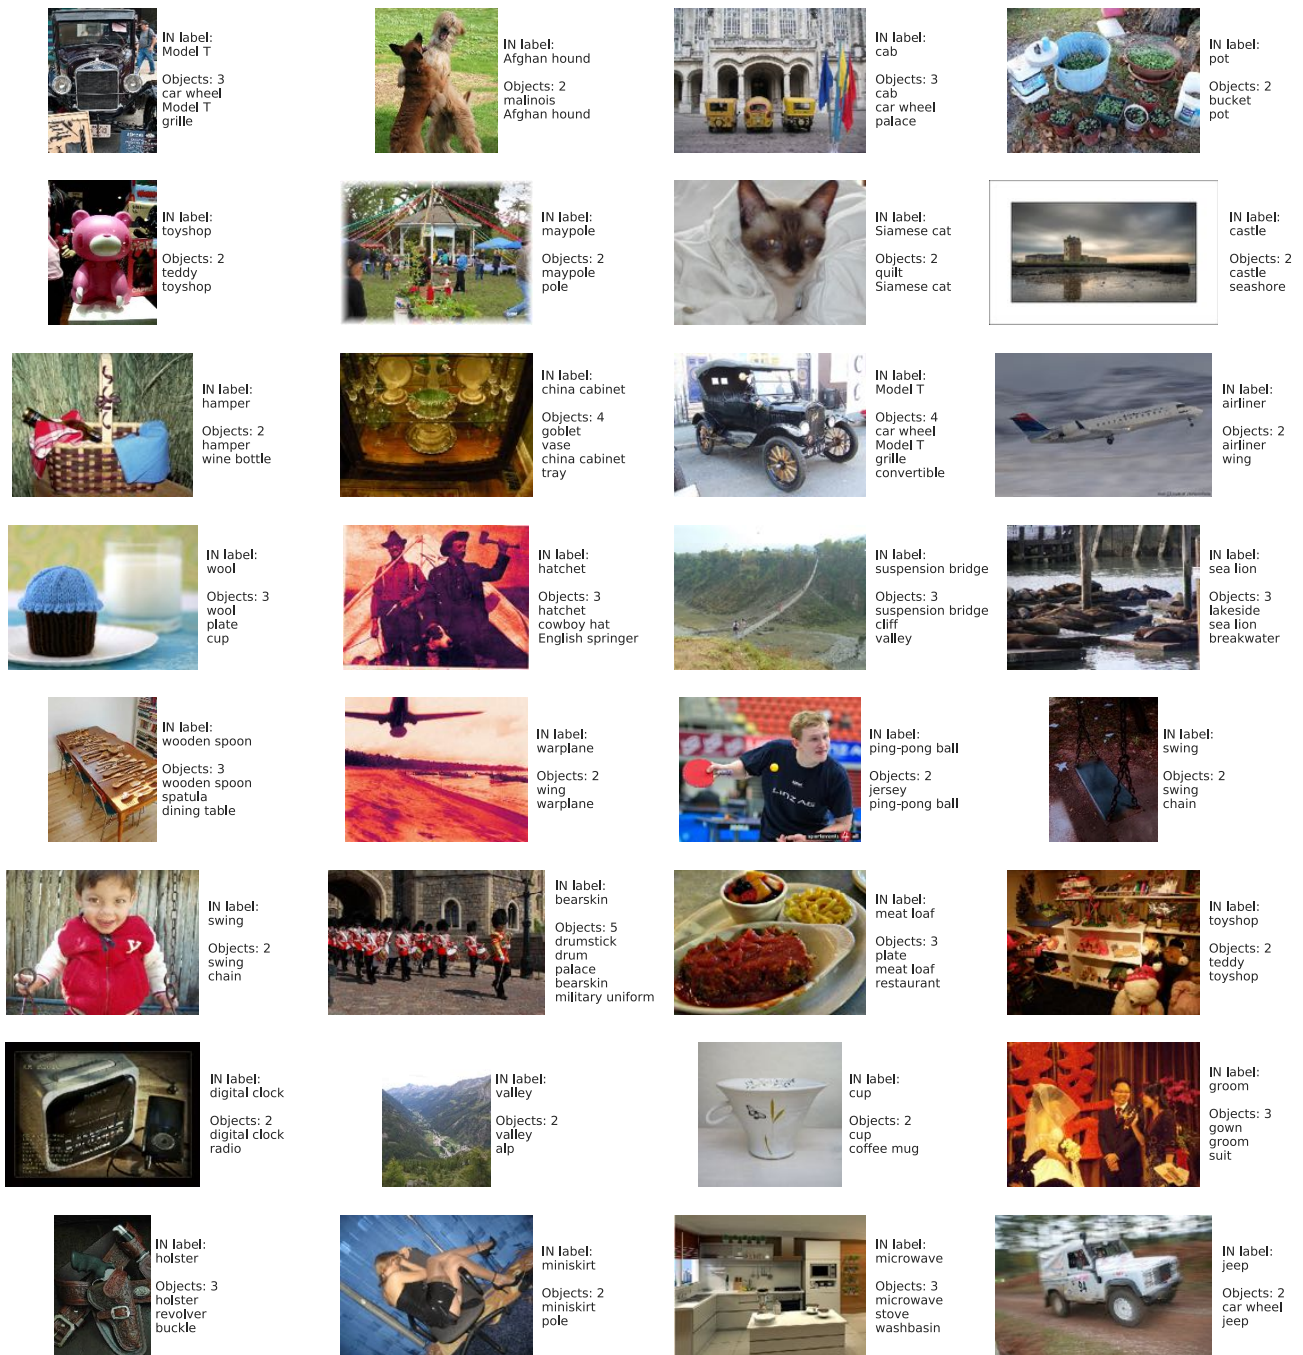 IN label:
Model T
Objects: 3
car wheel
Model T
grille
IN label:
Afghan hound
Objects: 2
malinois
Afghan hound
IN label:
cab
Objects: 3
cab
car wheel
palace
IN label:
pot
Objects: 2
bucket
pot
IN label:
toyshop
Objects: 2
teddy
toyshop
IN label:
maypole
Objects: 2
maypole
pole
IN label:
Siamese cat
Objects: 2
quilt
Siamese cat
IN label:
castle
Objects: 2
castle
seashore
IN label:
hamper
Objects: 2
hamper
wine bottle
IN label:
china cabinet
Objects: 4
goblet
vase
china cabinet
tray
IN label:
Model T
Objects: 4
car wheel
Model T
grille
convertible
IN label:
airliner
Objects: 2
airliner
wing
IN label:
wool
Objects: 3
wool
plate
cup
IN label:
hatchet
Objects: 3
hatchet
cowboy hat
English springer
IN label:
suspension bridge
Objects: 3
suspension bridge
cliff
valley
IN label:
sea lion
Objects: 3
lakeside
sea lion
breakwater
IN label:
wooden spoon
Objects: 3
wooden spoon
spatula
dining table
IN label:
warplane
Objects: 2
wing
warplane
LINZ AG
IN label:
ping-pong ball
Objects: 2
jersey
ping-pong ball
IN label:
swing
Objects: 2
swing
chain
IN label:
swing
Objects: 2
swing
chain
IN label:
bearskin
Objects: 5
drumstick
drum
palace
bearskin
military uniform
IN label:
meat loaf
Objects: 3
plate
meat loaf
restaurant
IN label:
toyshop
Objects: 2
teddy
toyshop
IN label:
digital clock
Objects: 2
digital clock
radio
IN label:
valley
Objects: 2
valley
alp
IN label:
cup
Objects: 2
cup
coffee mug
IN label:
groom
Objects: 3
gown
groom
suit
IN label:
holster
Objects: 3
holster
revolver
buckle
IN label:
miniskirt
Objects: 2
miniskirt
pole
IN label:
microwave
Objects: 3
microwave
stove
washbasin
94
IN label:
jeep
Objects: 2
car wheel
jeep